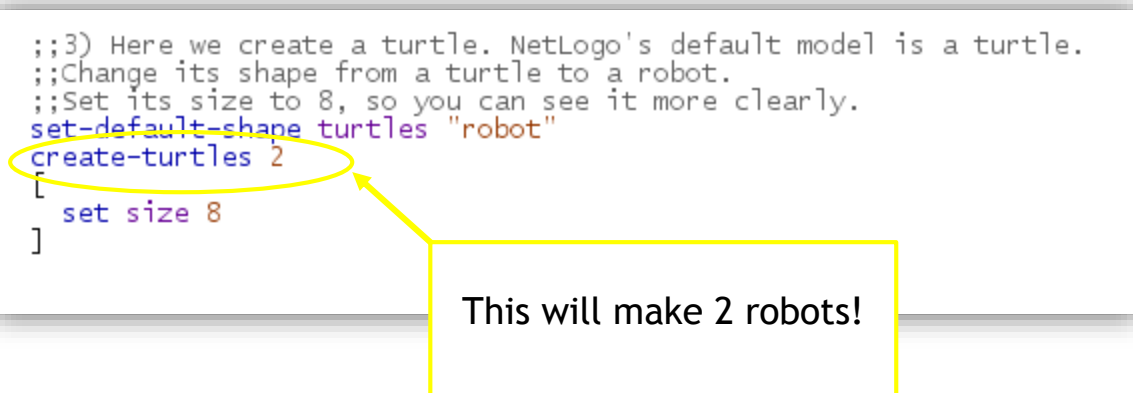 ;;3) Here we create a turtle. NetLogo's default model is a turtle.
;;Change its shape from a turtle to a robot.
;;Set its size to 8, so you can see it more clearly.
set-default-shape turtles "robot"
create-turtles 2
[
  set size 8
]
This will make 2 robots!